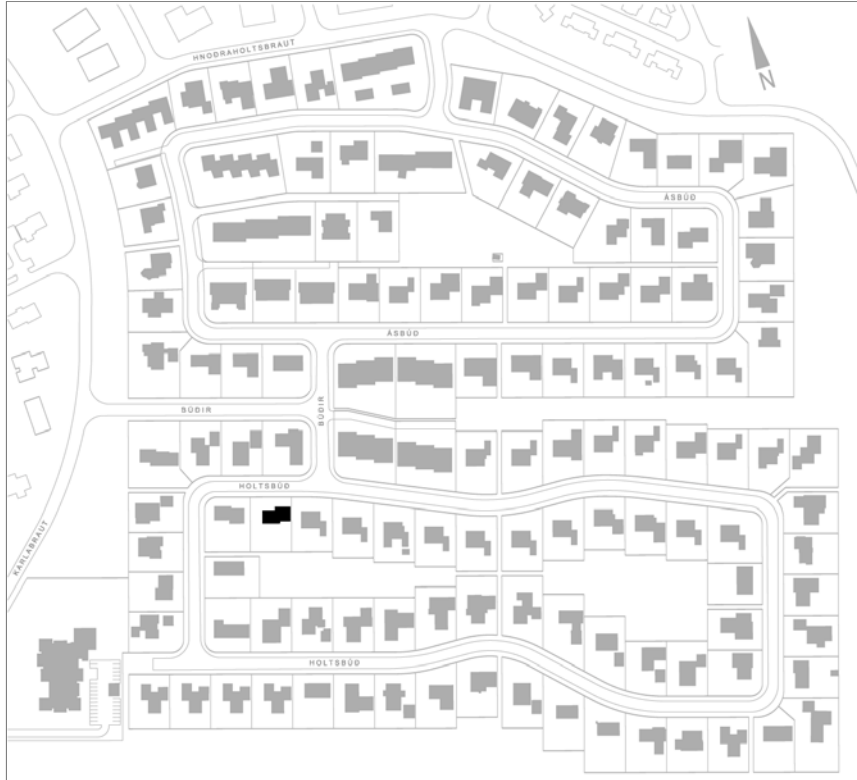 HNOÐRAHOLTSBRAUT
N
ÁSBÚÐ
ÁSBÚÐ
BÚÐIR
BÚÐIR
HOLTSBÚÐ
KARLABRAUT
HOLTSBÚÐ